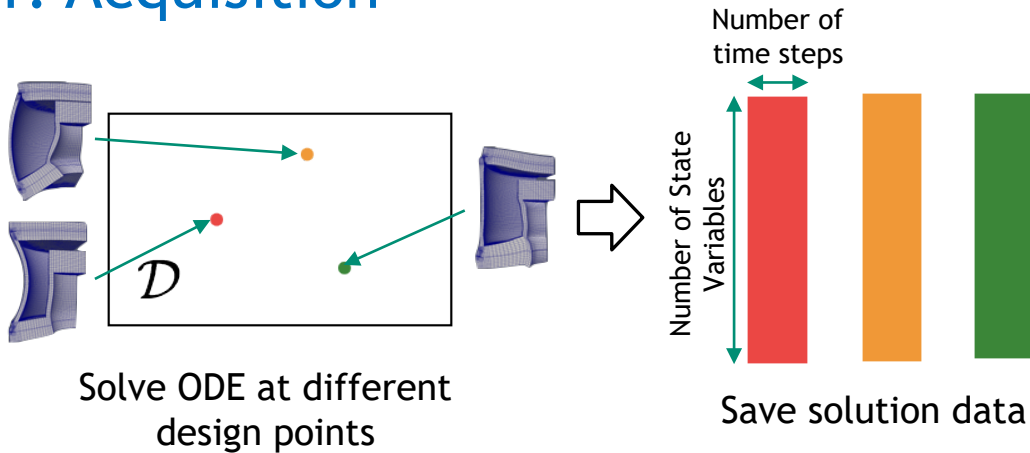 1. Acquisition
Number of
time steps
Number of State
Variables
𝒟
Solve ODE at different
design points
Save solution data